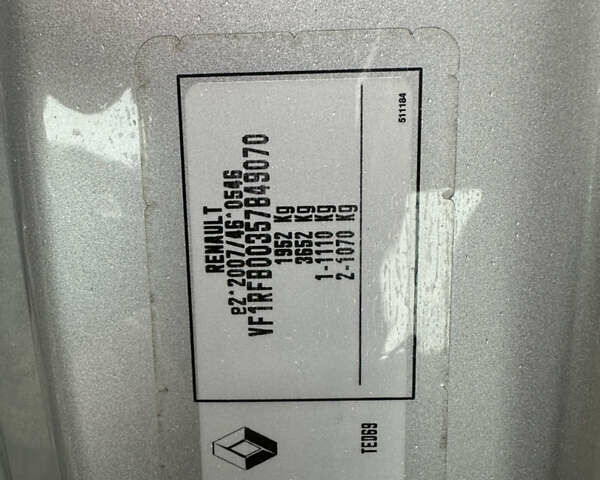 RENAULT
e2*2007/46*0546
VF1RFB00357849070
1952 Kg
3652 Kg
1-1110 Kg
2-1070 Kg
511184
TED69